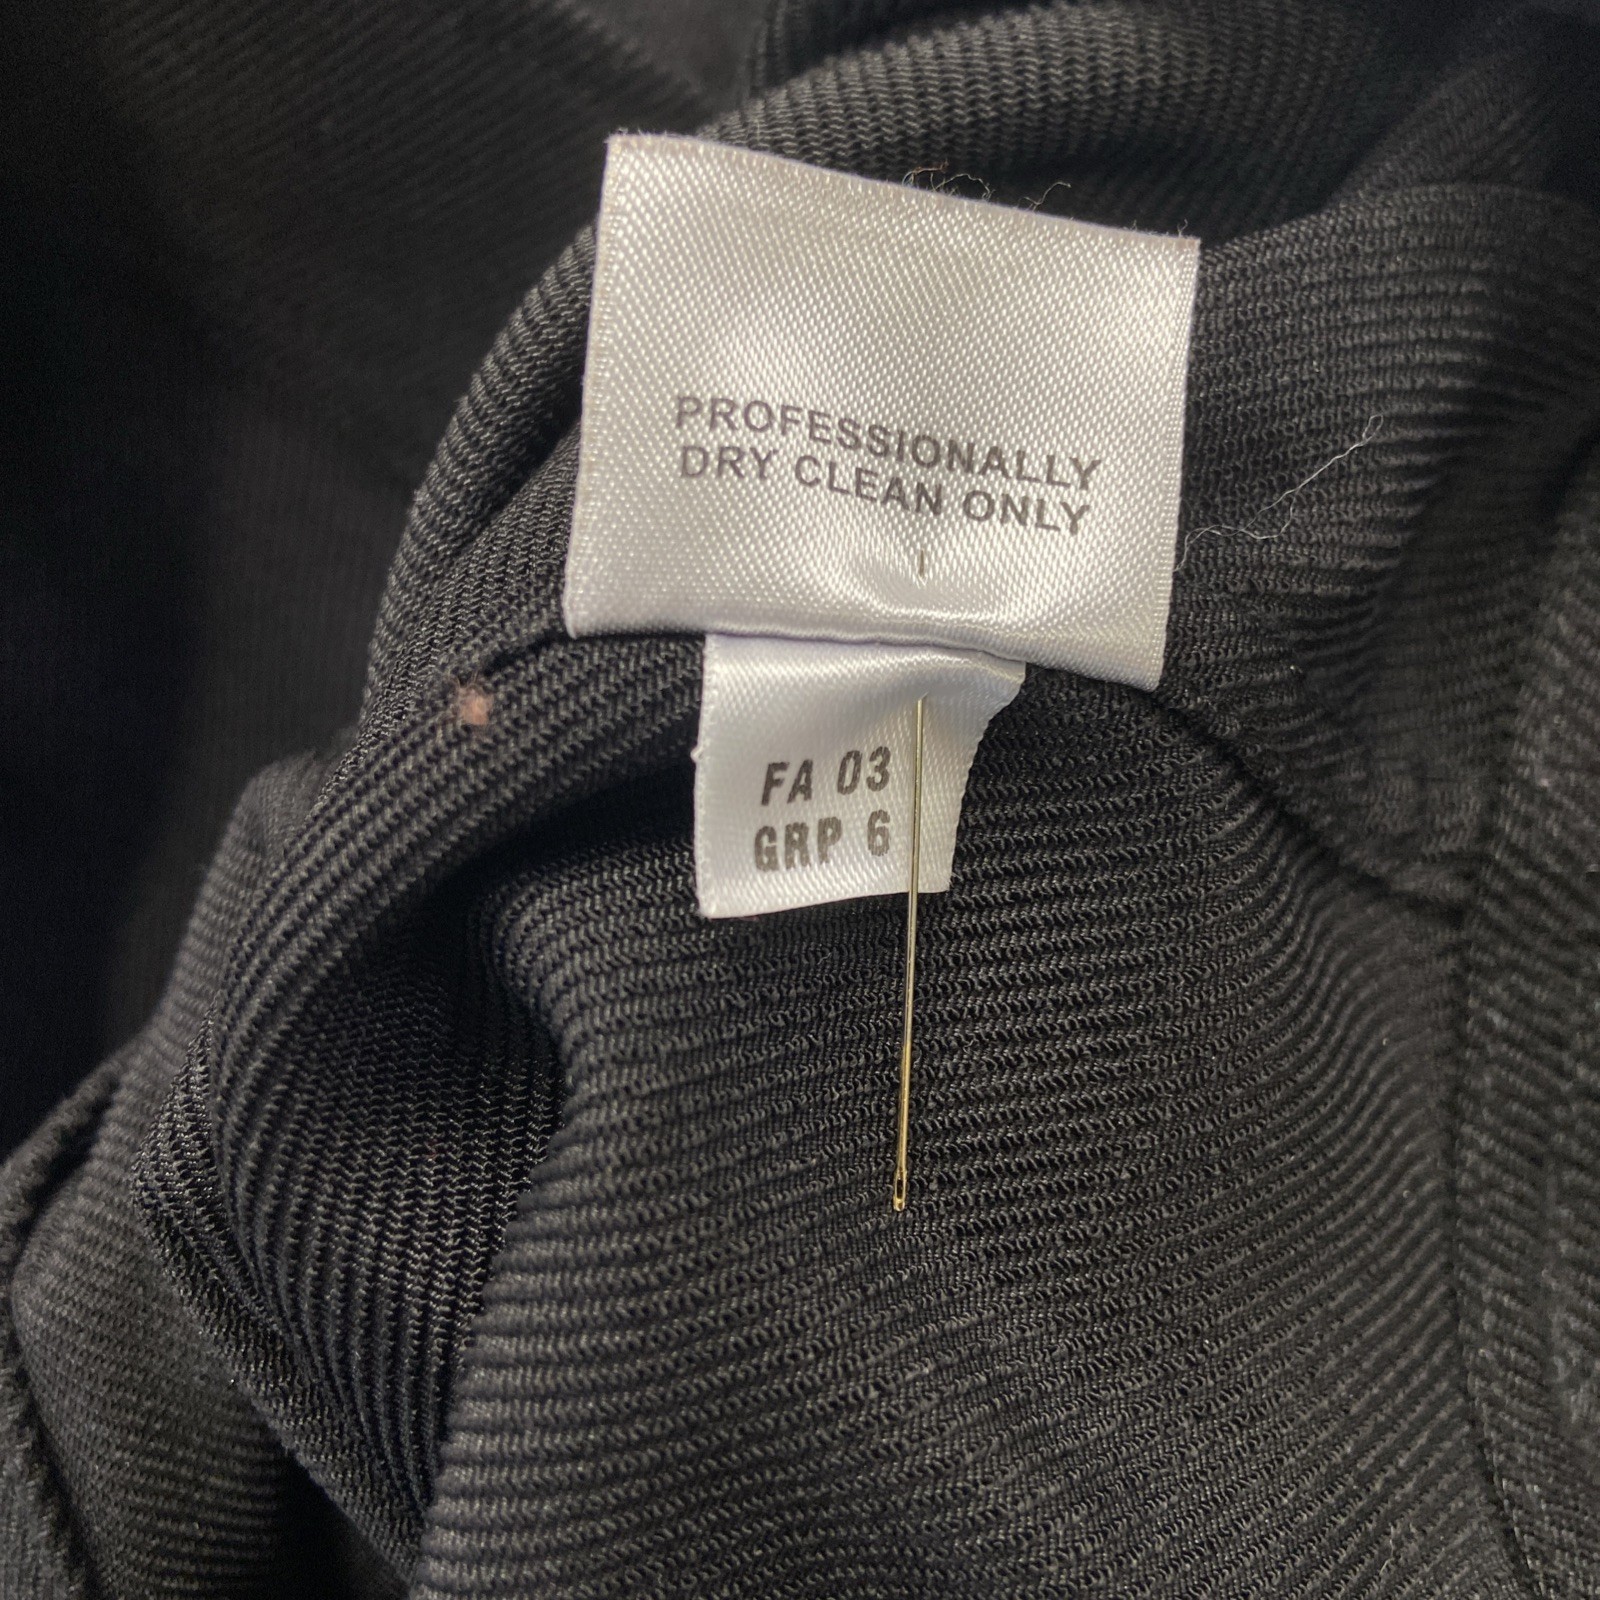 PROFESSIONALLY
DRY CLEAN ONLY
FA 03
GRP 6